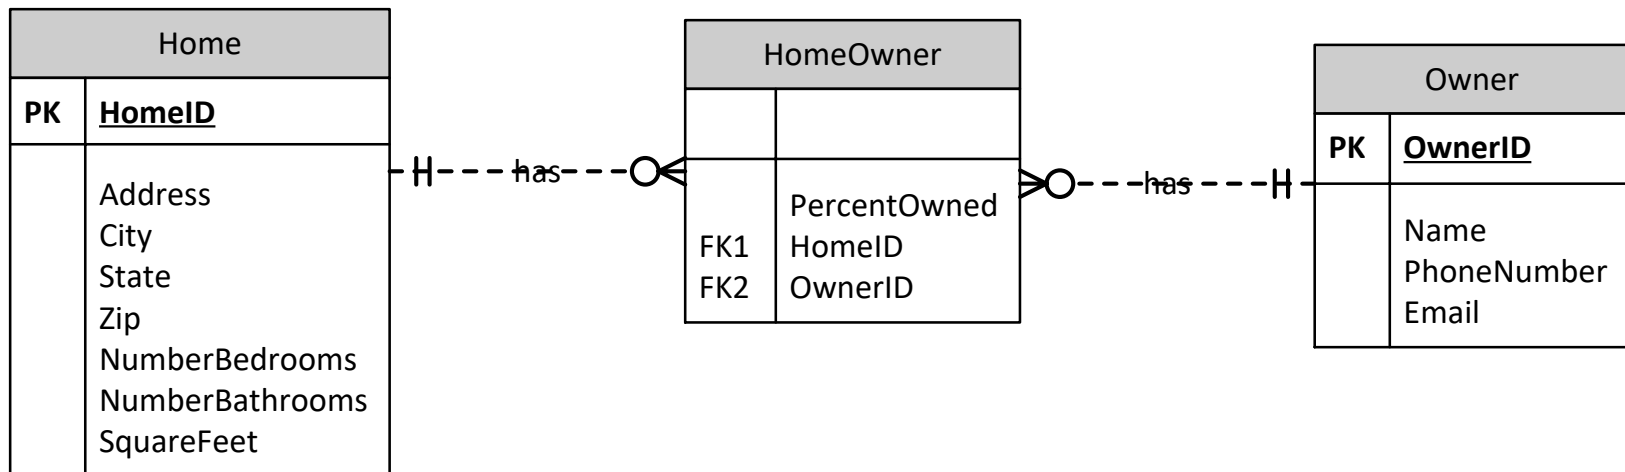 Home
PK HomeID
Address
City
State
Zip
NumberBedrooms
NumberBathrooms
SquareFeet
has
HomeOwner
PercentOwned
FK1 HomeID
FK2 OwnerID
has
Owner
PK OwnerID
Name
PhoneNumber
Email